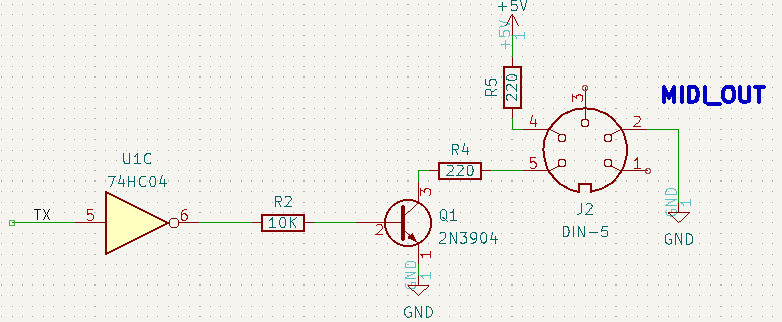 +5V
+5V
1
R5
220
3
MIDI_OUT
4
2
R4
220
5
1
U1C
74HC04
TX
5
6
R2
10K
3
2
Q1
2N3904
1
GND
1
GND
J2
DIN-5
GND
1
GND